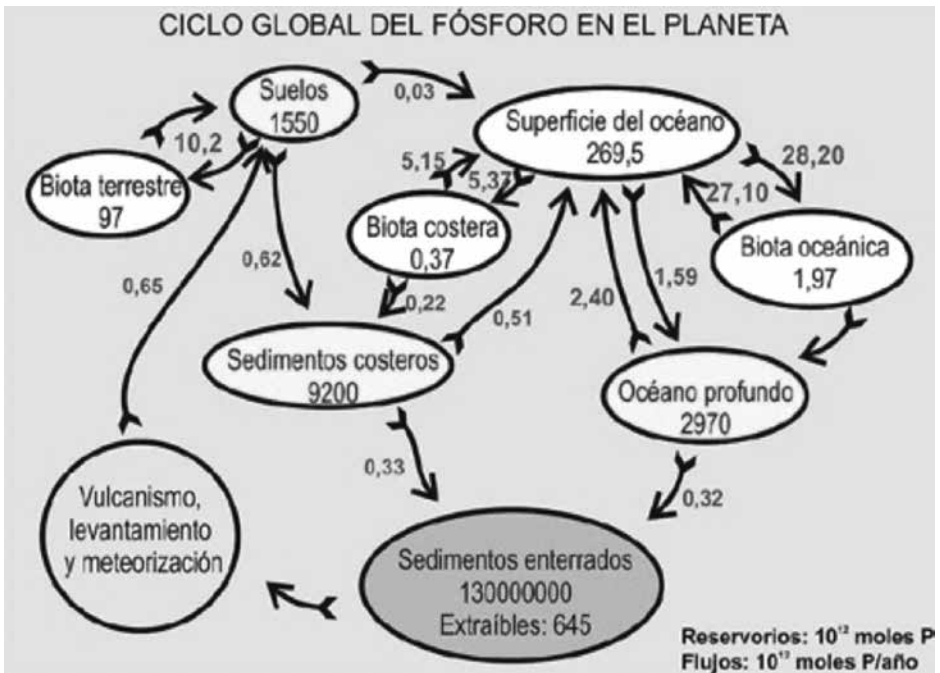 CICLO GLOBAL DEL FÓSFORO EN EL PLANETA
Suelos
1550
0,03
Superficie del océano
269,5
10,2
Biota terrestre
97
5,15
5,37
28,20
27,10
Biota costera
0,37
Biota oceánica
1,97
0,65
0,62
0,22
0,51
2,40
1,59
Sedimentos costeros
9200
Océano profundo
2970
0,33
0,32
Vulcanismo,
levantamiento
y meteorización
Sedimentos enterrados
130000000
Extraíbles: 645
Reservorios: 10¹² moles P
Flujos: 10¹² moles P/año